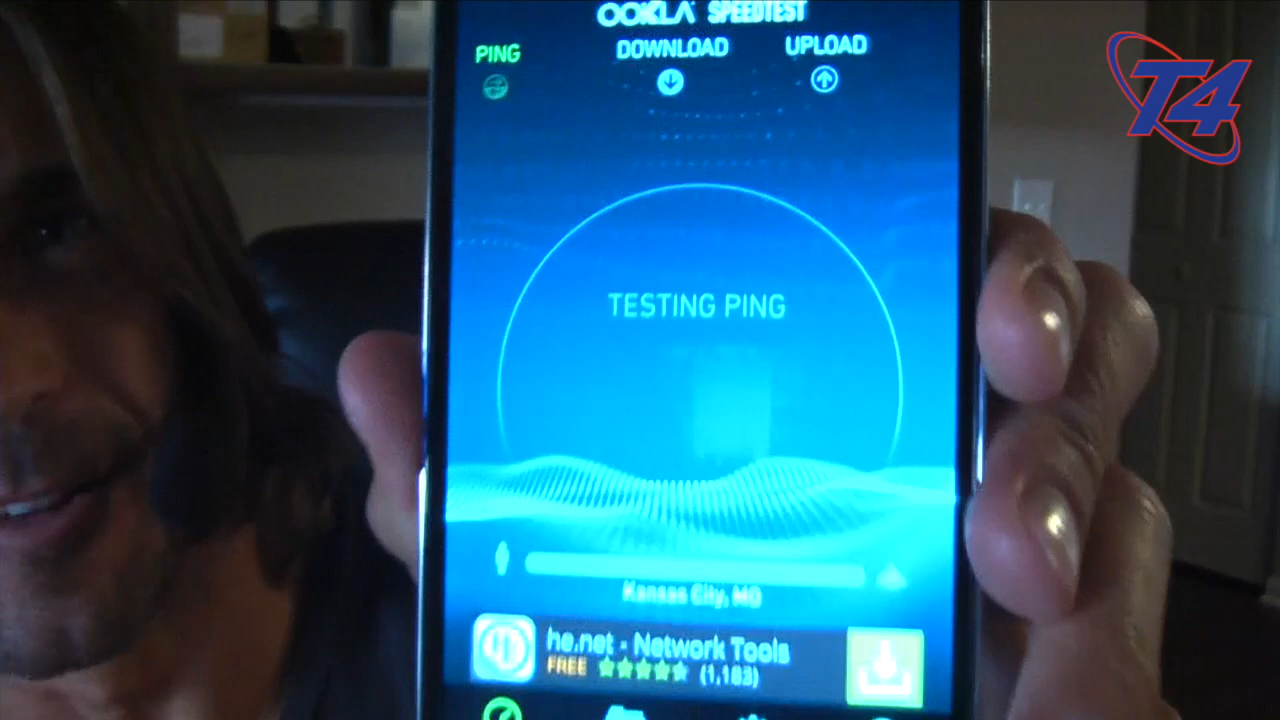 OOKLA SPEEDTEST
PING DOWNLOAD UPLOAD
T4
TESTING PING
Kansas City, MO
he.net - Network Tools
FREE (1,183)